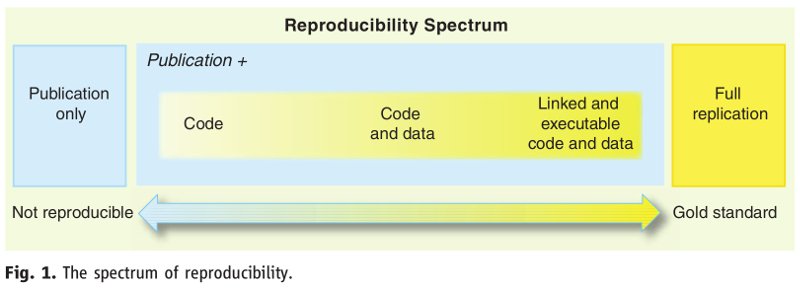 Reproducibility Spectrum
Publication
only
Publication +
Code
Code
and data
Linked and
executable
code and data
Full
replication
Not reproducible
Gold standard
Fig. 1. The spectrum of reproducibility.